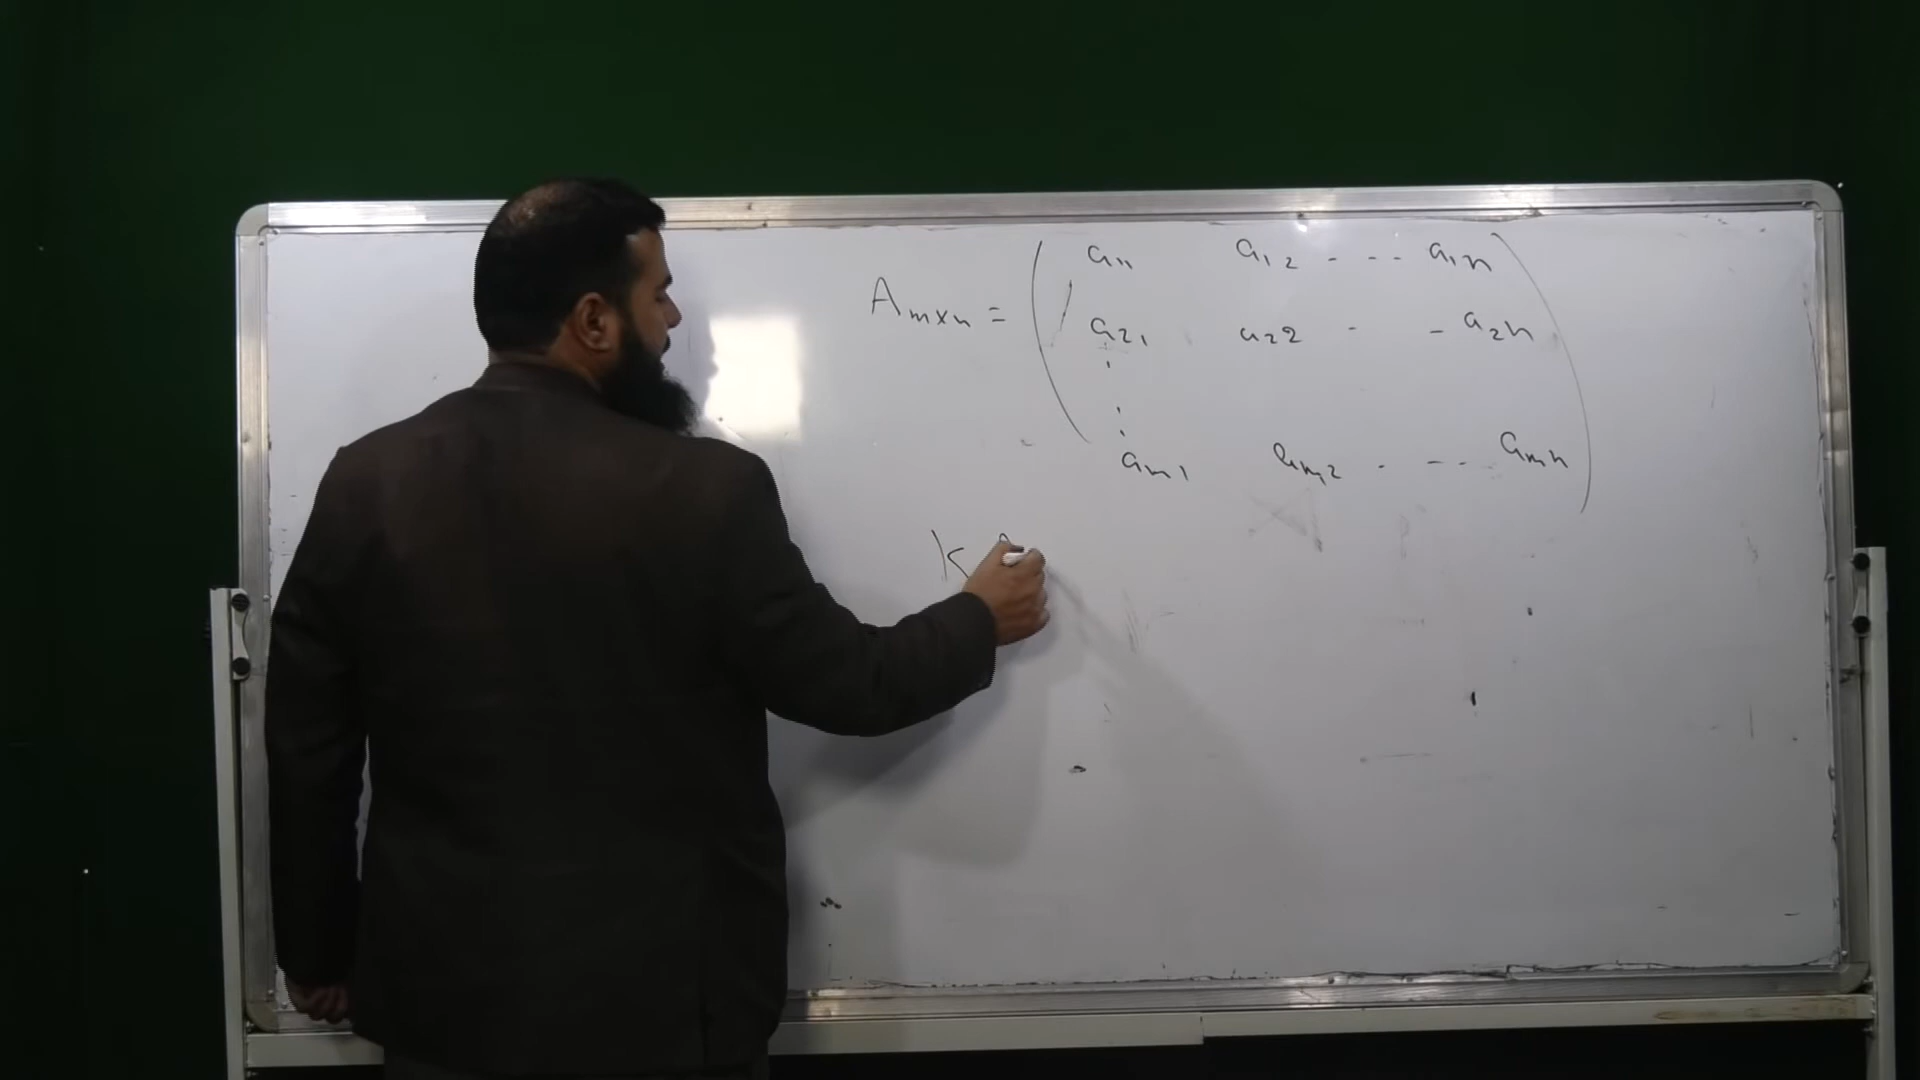 a11 a12 - - - a1n
Amxn =
a21 a22 - - a2n
am1 am2 - - - amn
K